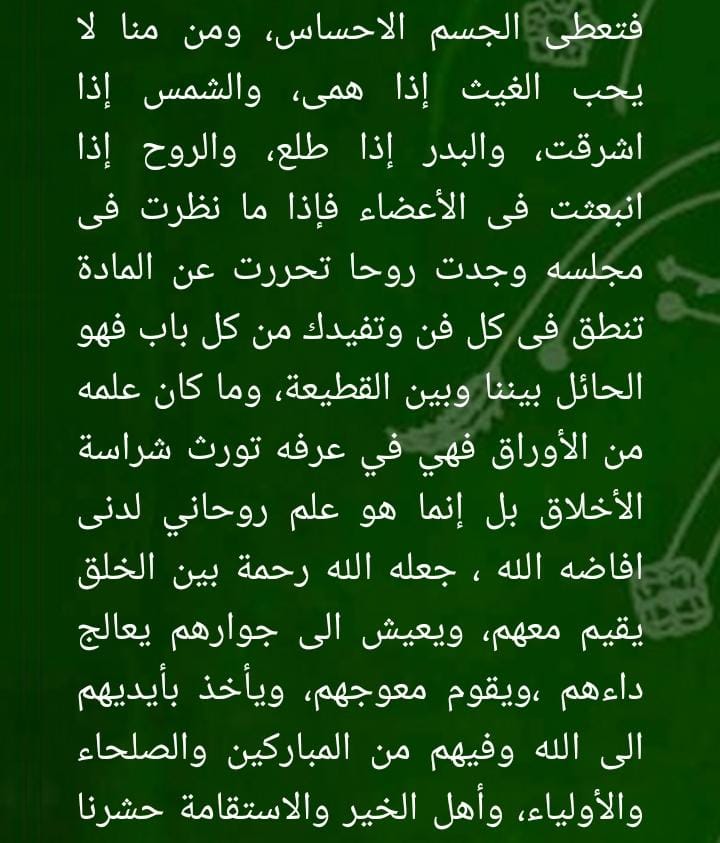 فتعطى الجسم الاحساس، ومن منا لا
يحب الغيث إذا همى، والشمس إذا
اشرقت، والبدر إذا طلع، والروح إذا
انبعثت فى الأعضاء فإذا ما نظرت فى
مجلسه وجدت روحا تحررت عن المادة
تنطق فى كل فن وتفيدك من كل باب فهو
الحائل بيننا وبين القطيعة، وما كان علمه
من الأوراق فهي في عرفه تورث شراسة
الأخلاق بل إنما هو علم روحاني لدنى
افاضه الله ، جعله الله رحمة بين الخلق
يقيم معهم، ويعيش الى جوارهم يعالج
داءهم ،ويقوم معوجهم، ويأخذ بأيديهم
الى الله وفيهم من المباركين والصلحاء
والأولياء، وأهل الخير والاستقامة حشرنا